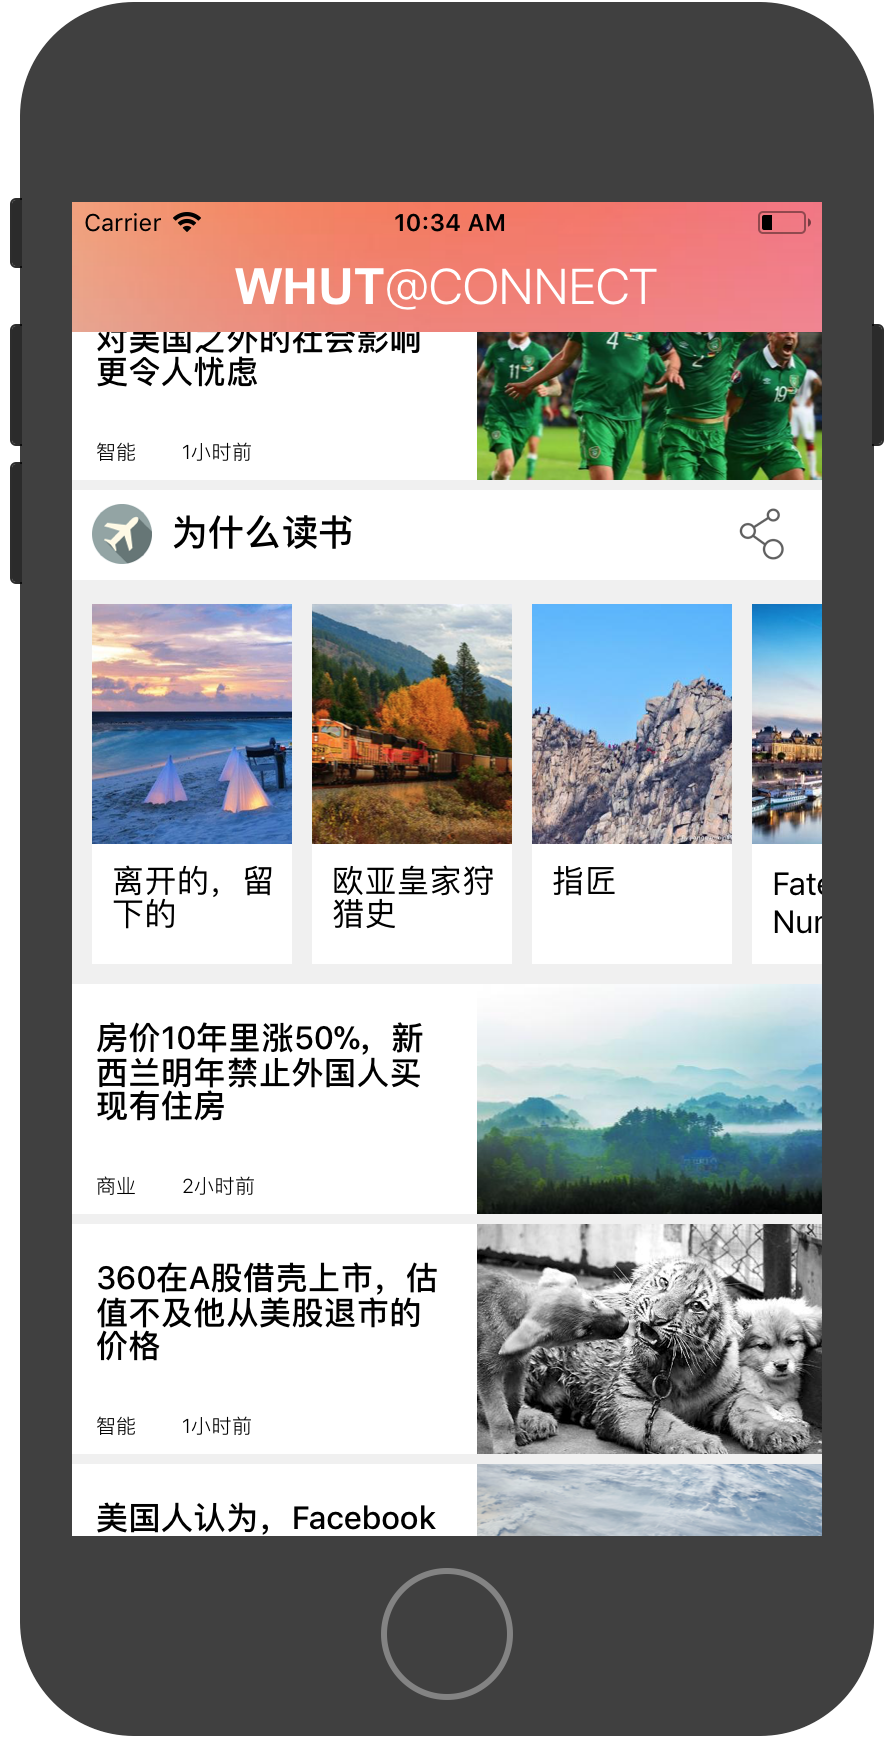 Carrier 10:34 AM
WHUT@CONNECT
对美国之外的社会影响
更令人忧虑
智能 1小时前
为什么读书
离开的，留
下的
欧亚皇家狩
猎史
指匠
房价10年里涨50%，新
西兰明年禁止外国人买
现有住房
商业 2小时前
360在A股借壳上市，估
值不及他从美股退市的
价格
智能 1小时前
美国人认为，Facebook